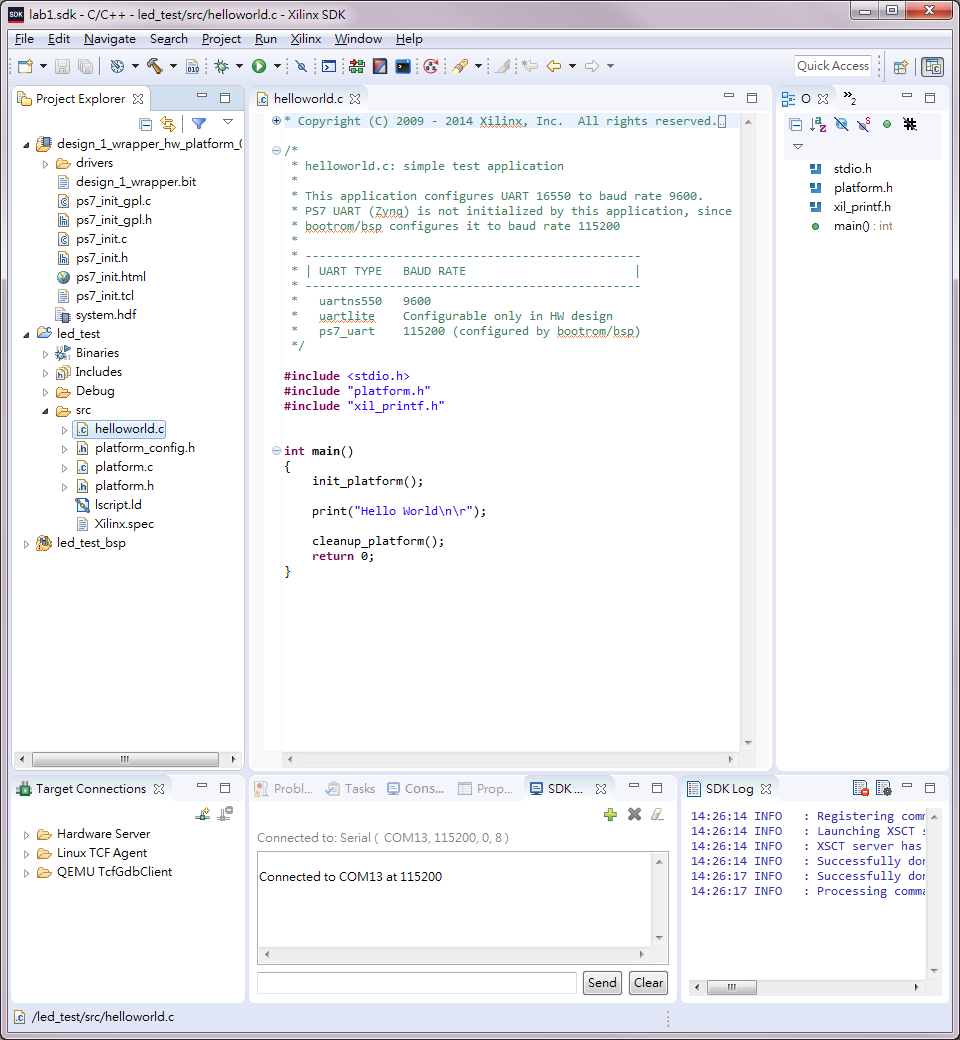 SDK lab1.sdk - C/C++ - led_test/src/helloworld.c - Xilinx SDK
File Edit Navigate Search Project Run Xilinx Window Help
Quick Access
Project Explorer
design_1_wrapper_hw_platform_0
drivers
design_1_wrapper.bit
ps7_init_gpl.c
ps7_init_gpl.h
ps7_init.c
ps7_init.h
ps7_init.html
ps7_init.tcl
system.hdf
led_test
Binaries
Includes
Debug
src
helloworld.c
platform_config.h
platform.c
platform.h
lscript.ld
Xilinx.spec
led_test_bsp
helloworld.c
* Copyright (C) 2009 - 2014 Xilinx, Inc.  All rights reserved.
/*
 * helloworld.c: simple test application
 *
 * This application configures UART 16550 to baud rate 9600.
 * PS7 UART (Zynq) is not initialized by this application, since
 * bootrom/bsp configures it to baud rate 115200
 *
 * ------------------------------------------------
 * | UART TYPE   BAUD RATE                        |
 * ------------------------------------------------
 *   uartns550   9600
 *   uartlite    Configurable only in HW design
 *   ps7_uart    115200 (configured by bootrom/bsp)
 */
#include <stdio.h>
#include "platform.h"
#include "xil_printf.h"
int main()
{
    init_platform();
    print("Hello World\n\r");
    cleanup_platform();
    return 0;
}
O
»2
stdio.h
platform.h
xil_printf.h
main() : int
Target Connections
Hardware Server
Linux TCF Agent
QEMU TcfGdbClient
Probl... Tasks Cons... Prop... SDK ...
Connected to: Serial ( COM13, 115200, 0, 8 )
Connected to COM13 at 115200
Send Clear
SDK Log
14:26:14 INFO : Registering comm
14:26:14 INFO : Launching XSCT s
14:26:14 INFO : XSCT server has
14:26:14 INFO : Successfully don
14:26:17 INFO : Successfully don
14:26:17 INFO : Processing comma
/led_test/src/helloworld.c